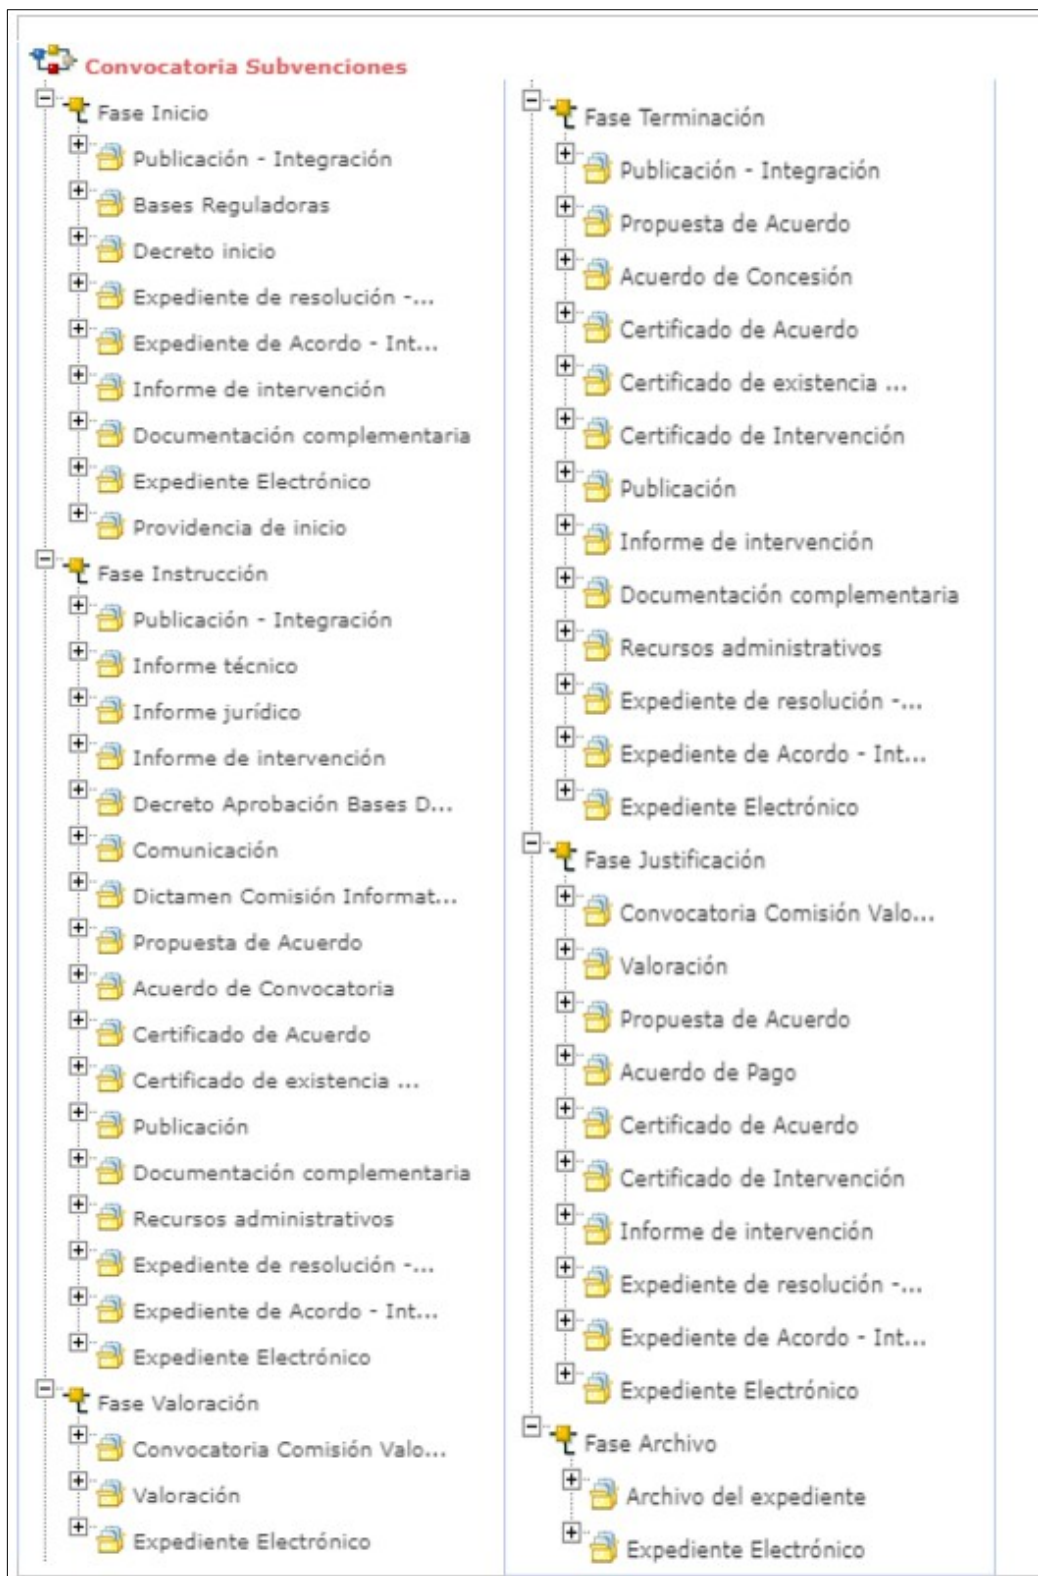 Convocatoria Subvenciones
Fase Inicio
Publicación - Integración
Bases Reguladoras
Decreto inicio
Expediente de resolución -...
Expediente de Acordo - Int...
Informe de intervención
Documentación complementaria
Expediente Electrónico
Providencia de inicio
Fase Instrucción
Publicación - Integración
Informe técnico
Informe jurídico
Informe de intervención
Decreto Aprobación Bases D...
Comunicación
Dictamen Comisión Informat...
Propuesta de Acuerdo
Acuerdo de Convocatoria
Certificado de Acuerdo
Certificado de existencia ...
Publicación
Documentación complementaria
Recursos administrativos
Expediente de resolución -...
Expediente de Acordo - Int...
Expediente Electrónico
Fase Valoración
Convocatoria Comisión Valo...
Valoración
Expediente Electrónico
Fase Terminación
Publicación - Integración
Propuesta de Acuerdo
Acuerdo de Concesión
Certificado de Acuerdo
Certificado de existencia ...
Certificado de Intervención
Publicación
Informe de intervención
Documentación complementaria
Recursos administrativos
Expediente de resolución -...
Expediente de Acordo - Int...
Expediente Electrónico
Fase Justificación
Convocatoria Comisión Valo...
Valoración
Propuesta de Acuerdo
Acuerdo de Pago
Certificado de Acuerdo
Certificado de Intervención
Informe de intervención
Expediente de resolución -...
Expediente de Acordo - Int...
Expediente Electrónico
Fase Archivo
Archivo del expediente
Expediente Electrónico